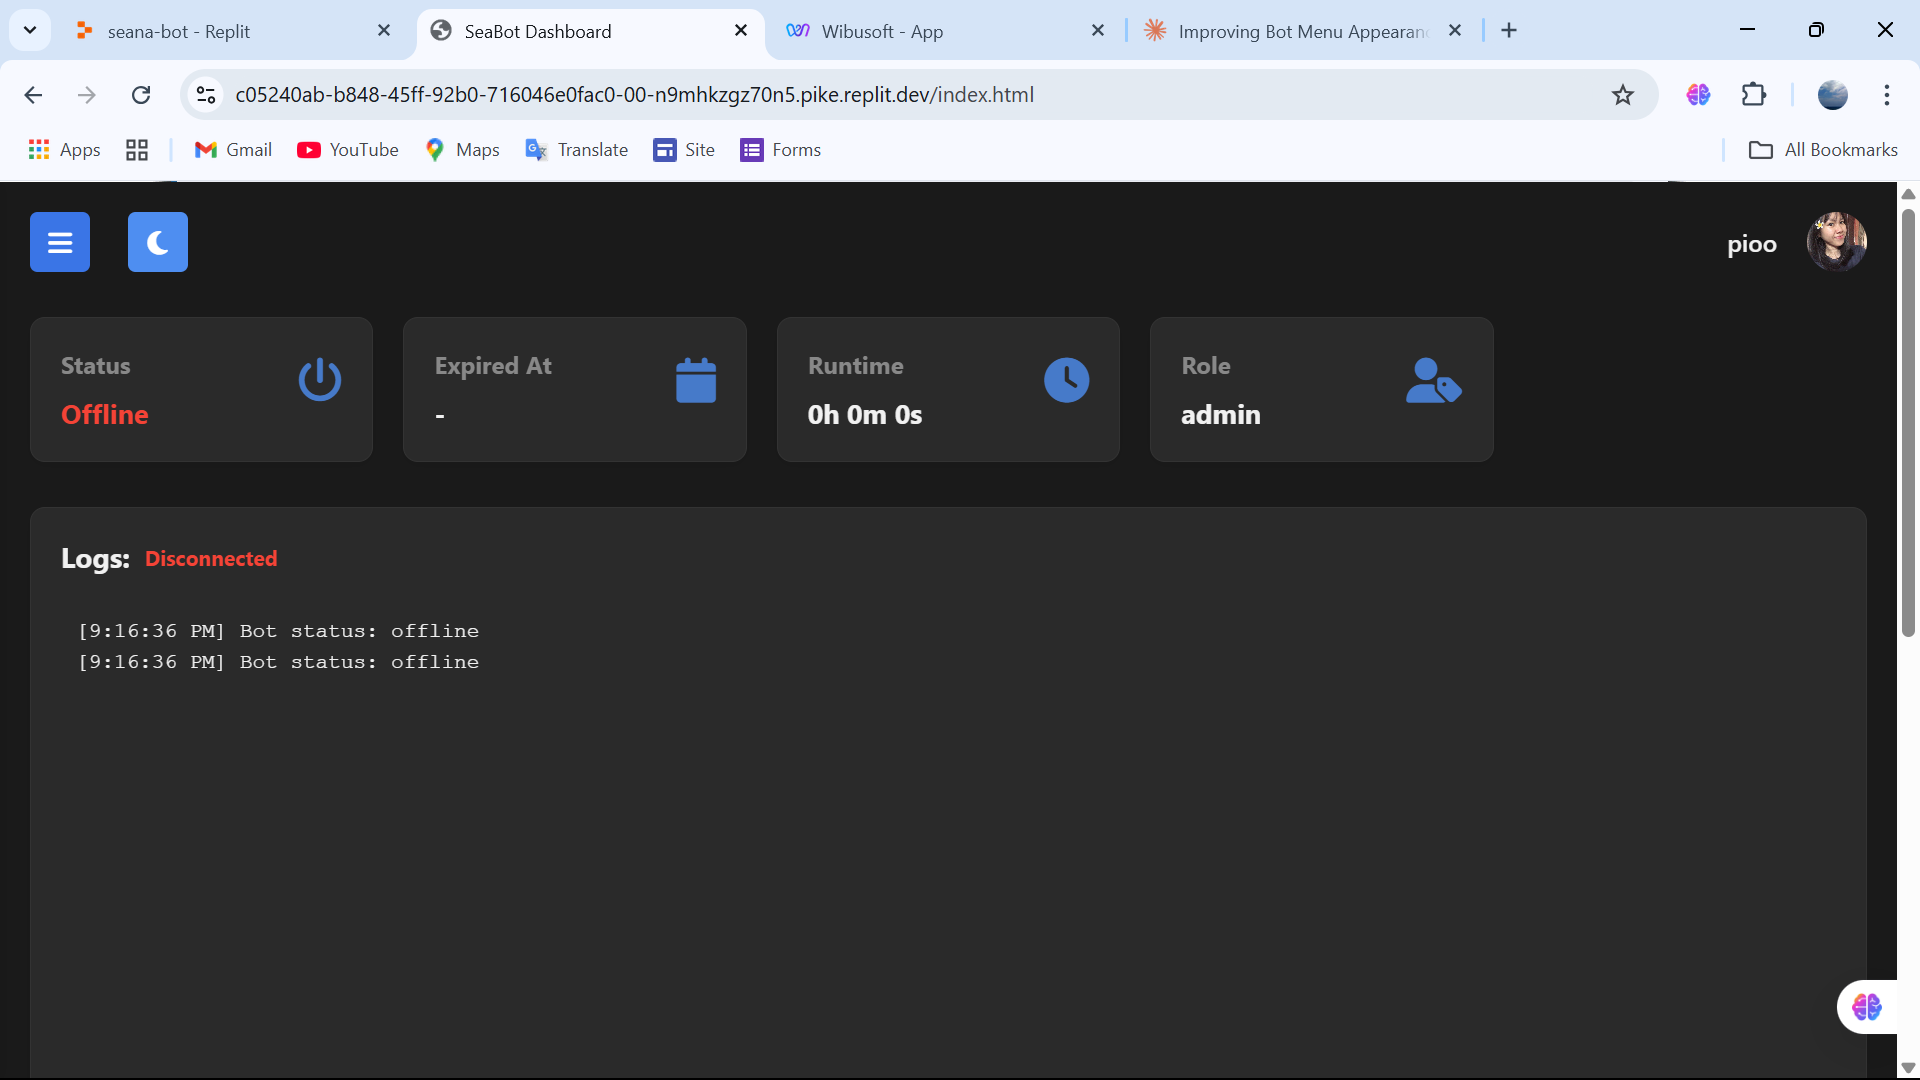 seana-bot - Replit
SeaBot Dashboard
Wibusoft - App
Improving Bot Menu Appearan
c05240ab-b848-45ff-92b0-716046e0fac0-00-n9mhkzgz70n5.pike.replit.dev/index.html
Apps
Gmail
YouTube
Maps
Translate
Site
Forms
All Bookmarks
pioo
Status
Offline
Expired At
-
Runtime
0h 0m 0s
Role
admin
Logs: Disconnected
[9:16:36 PM] Bot status: offline
[9:16:36 PM] Bot status: offline